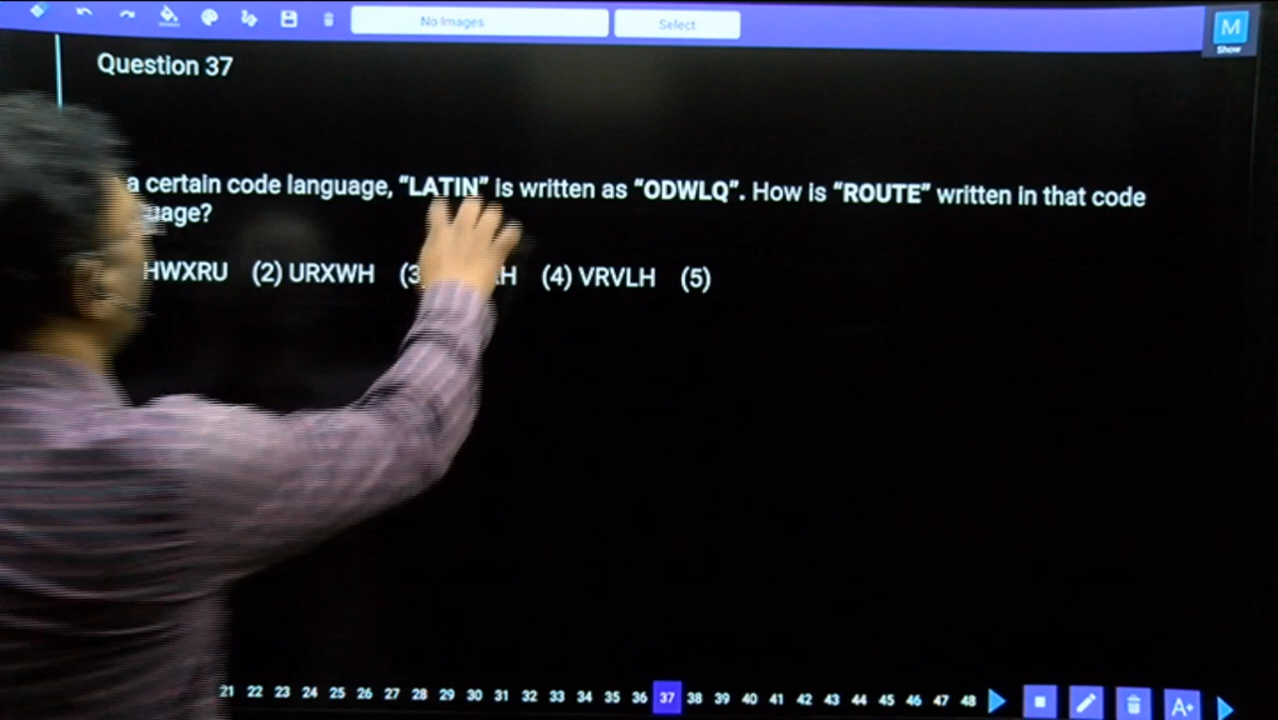 No Images Select
M
Show
Question 37
a certain code language, “LATIN” is written as “ODWLQ”. How is “ROUTE” written in that code
HWXRU (2) URXWH (3 (4) VRVLH (5)
21 22 23 24 25 26 27 28 29 30 31 32 33 34 35 36 37 38 39 40 41 42 43 44 45 46 47 48
A+